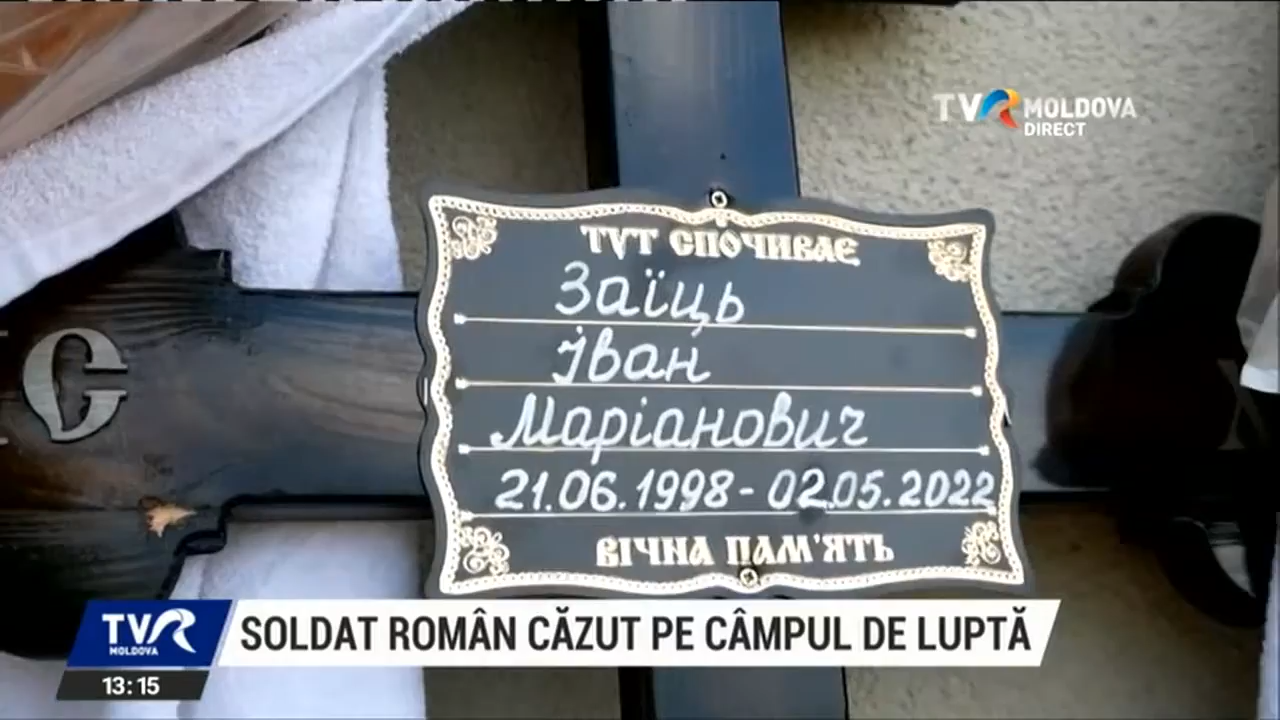 TVR MOLDOVA
DIRECT
ТУТ СПОЧИВАЄ
Заїць
Іван
Маріанович
21.06.1998 - 02.05.2022
ВІЧНА ПАМ'ЯТЬ
С
TVR
MOLDOVA
SOLDAT ROMÂN CĂZUT PE CÂMPUL DE LUPTĂ
13:15